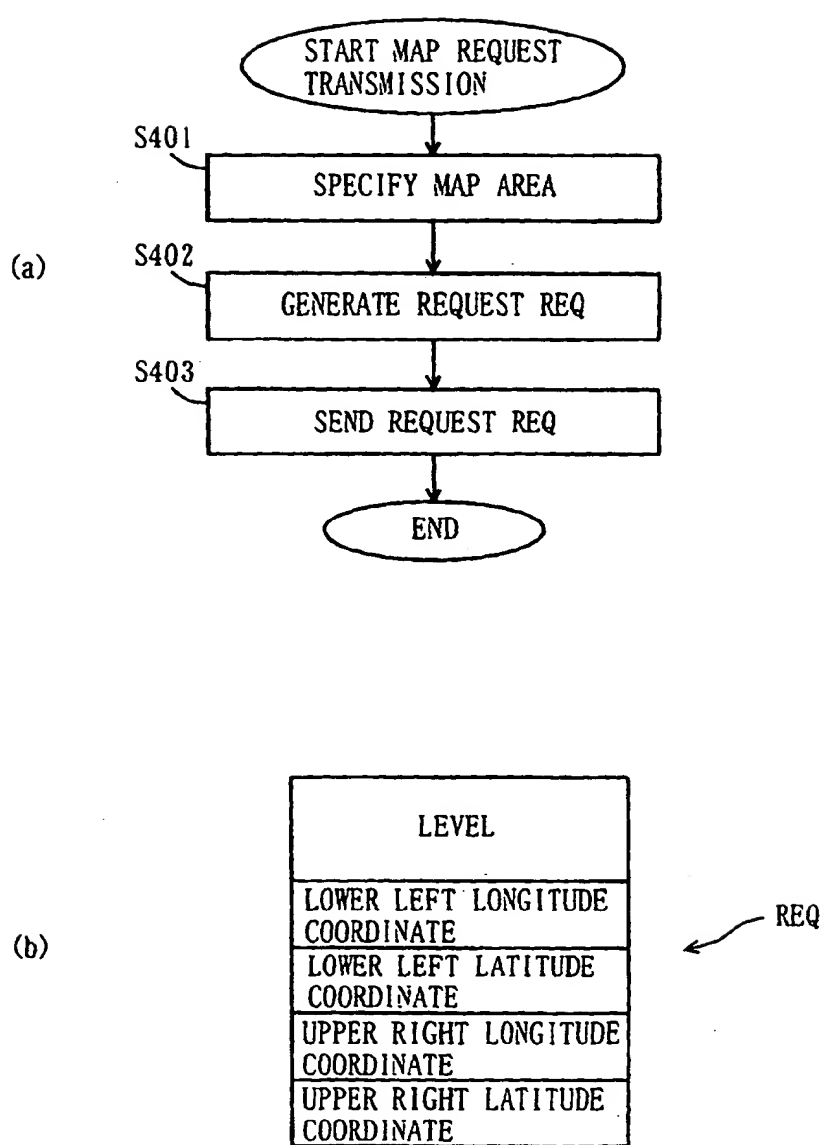 START MAP REQUEST
TRANSMISSION
S401
SPECIFY MAP AREA
(a)
S402
GENERATE REQUEST REQ
S403
SEND REQUEST REQ
END
LEVEL
LOWER LEFT LONGITUDE
COORDINATE
REQ
(b)
LOWER LEFT LATITUDE
COORDINATE
UPPER RIGHT LONGITUDE
COORDINATE
UPPER RIGHT LATITUDE
COORDINATE